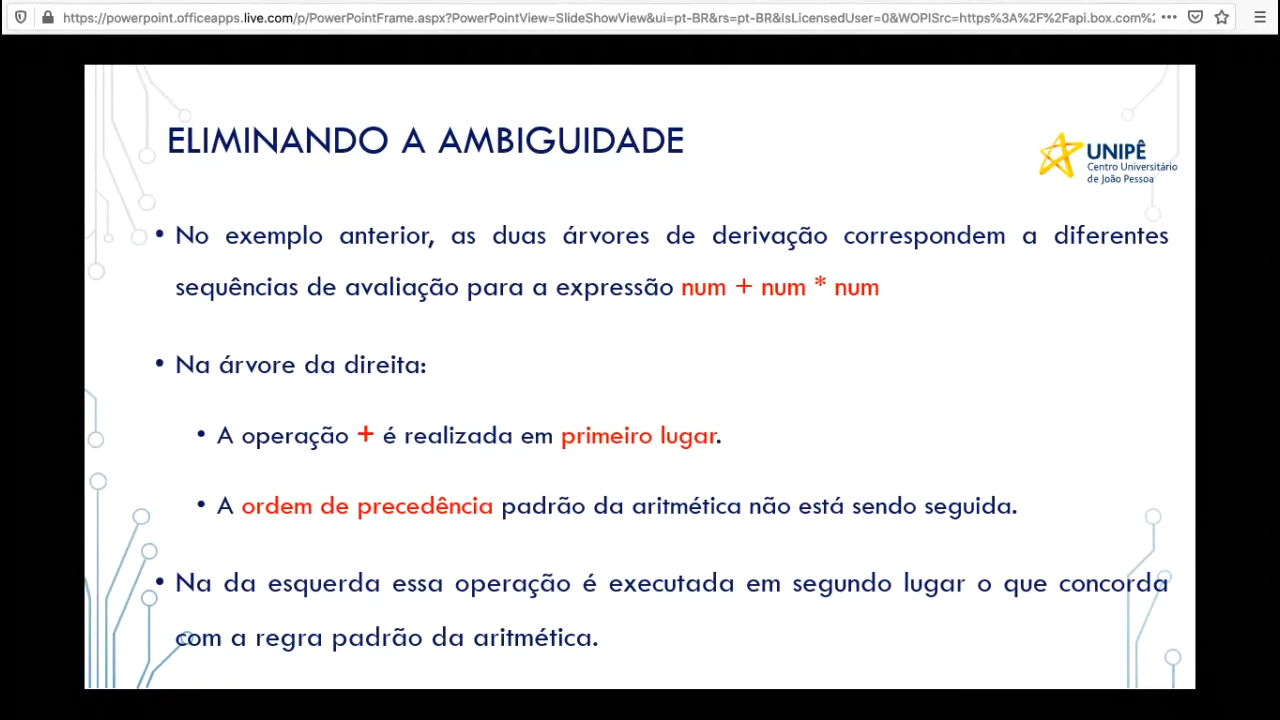 https://powerpoint.officeapps.live.com/p/PowerPointFrame.aspx?PowerPointView=SlideShowView&ui=pt-BR&rs=pt-BR&IsLicensedUser=0&WOPISrc=https%3A%2F%2Fapi.box.com%2
ELIMINANDO A AMBIGUIDADE
UNIPÊ
Centro Universitário
de João Pessoa
• No exemplo anterior, as duas árvores de derivação correspondem a diferentes
sequências de avaliação para a expressão num + num * num
• Na árvore da direita:
• A operação + é realizada em primeiro lugar.
• A ordem de precedência padrão da aritmética não está sendo seguida.
• Na da esquerda essa operação é executada em segundo lugar o que concorda
com a regra padrão da aritmética.